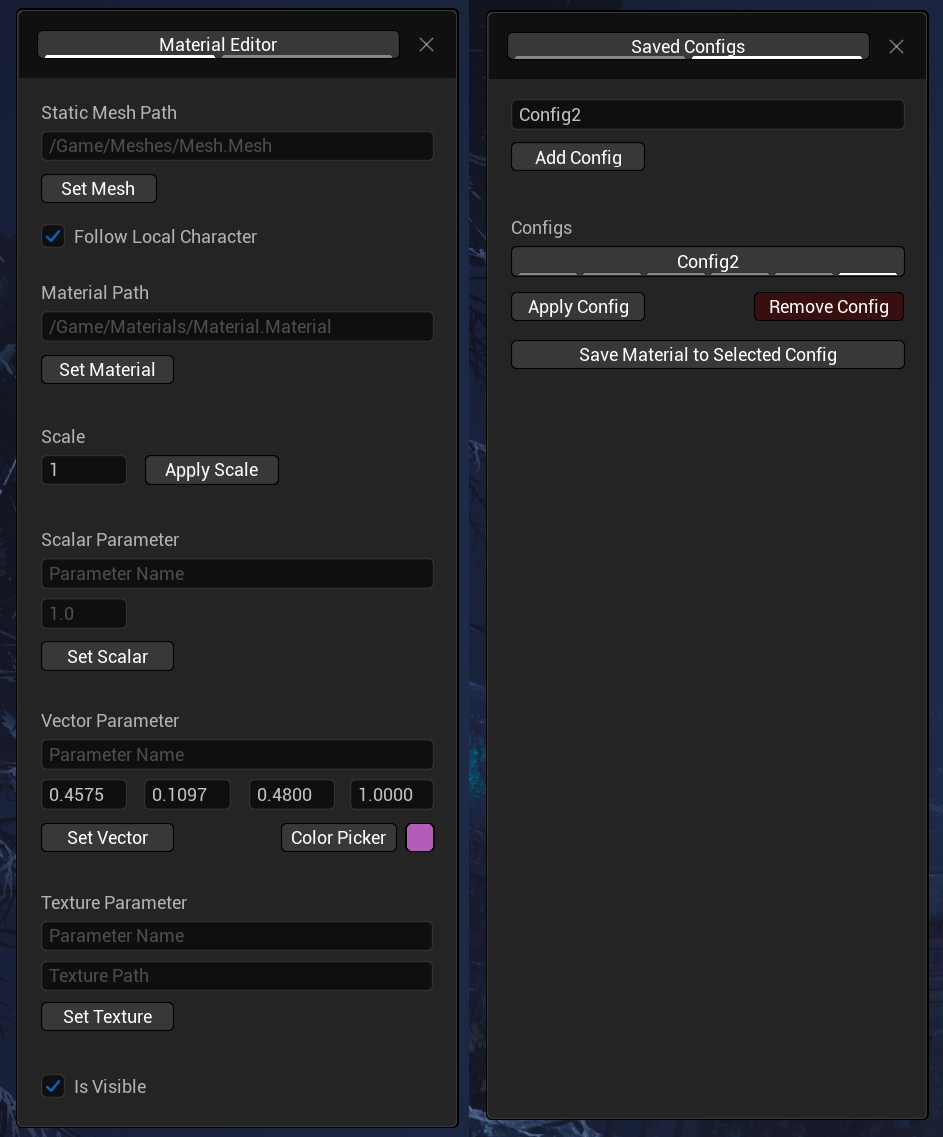 Material Editor
Static Mesh Path
/Game/Meshes/Mesh.Mesh
Set Mesh
Follow Local Character
Material Path
/Game/Materials/Material.Material
Set Material
Scale
1 Apply Scale
Scalar Parameter
Parameter Name
1.0
Set Scalar
Vector Parameter
Parameter Name
0.4575 0.1097 0.4800 1.0000
Set Vector Color Picker
Texture Parameter
Parameter Name
Texture Path
Set Texture
Is Visible
Saved Configs
Config2
Add Config
Configs
Config2
Apply Config Remove Config
Save Material to Selected Config